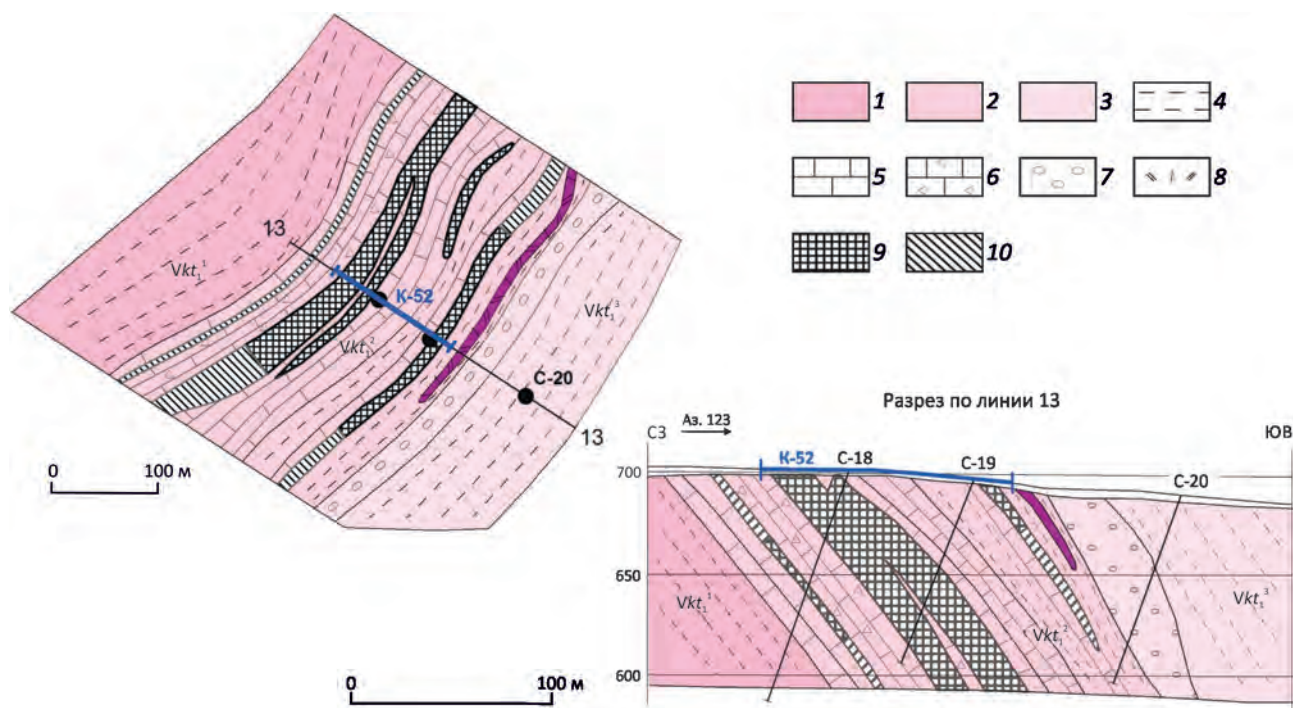 1 2 3 4
5 6 7 8
9 10
13
К-52
Vkt₁¹
Vkt₁²
Vkt₁³
С-20
13
0 100 м
Разрез по линии 13
СЗ Аз. 123 ЮВ
К-52 С-18 С-19 С-20
700
650
600
Vkt₁¹
Vkt₁²
Vkt₁³
0 100 м